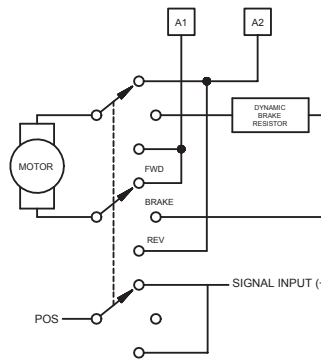 A1
A2
DYNAMIC
BRAKE
RESISTOR
MOTOR
FWD
BRAKE
REV
SIGNAL INPUT (
POS